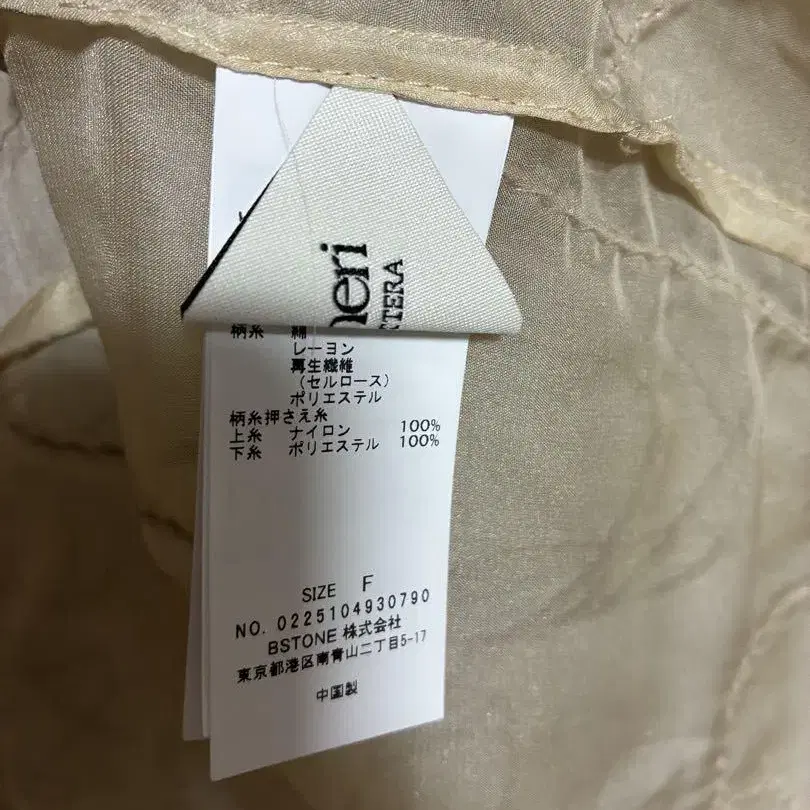 neri
TTERA
柄糸 綿
レーヨン
再生繊維
(セルロース)
ポリエステル
柄糸押さえ糸
上糸 ナイロン 100%
下糸 ポリエステル 100%
SIZE F
NO. 0225104930790
BSTONE 株式会社
東京都港区南青山二丁目5-17
中国製